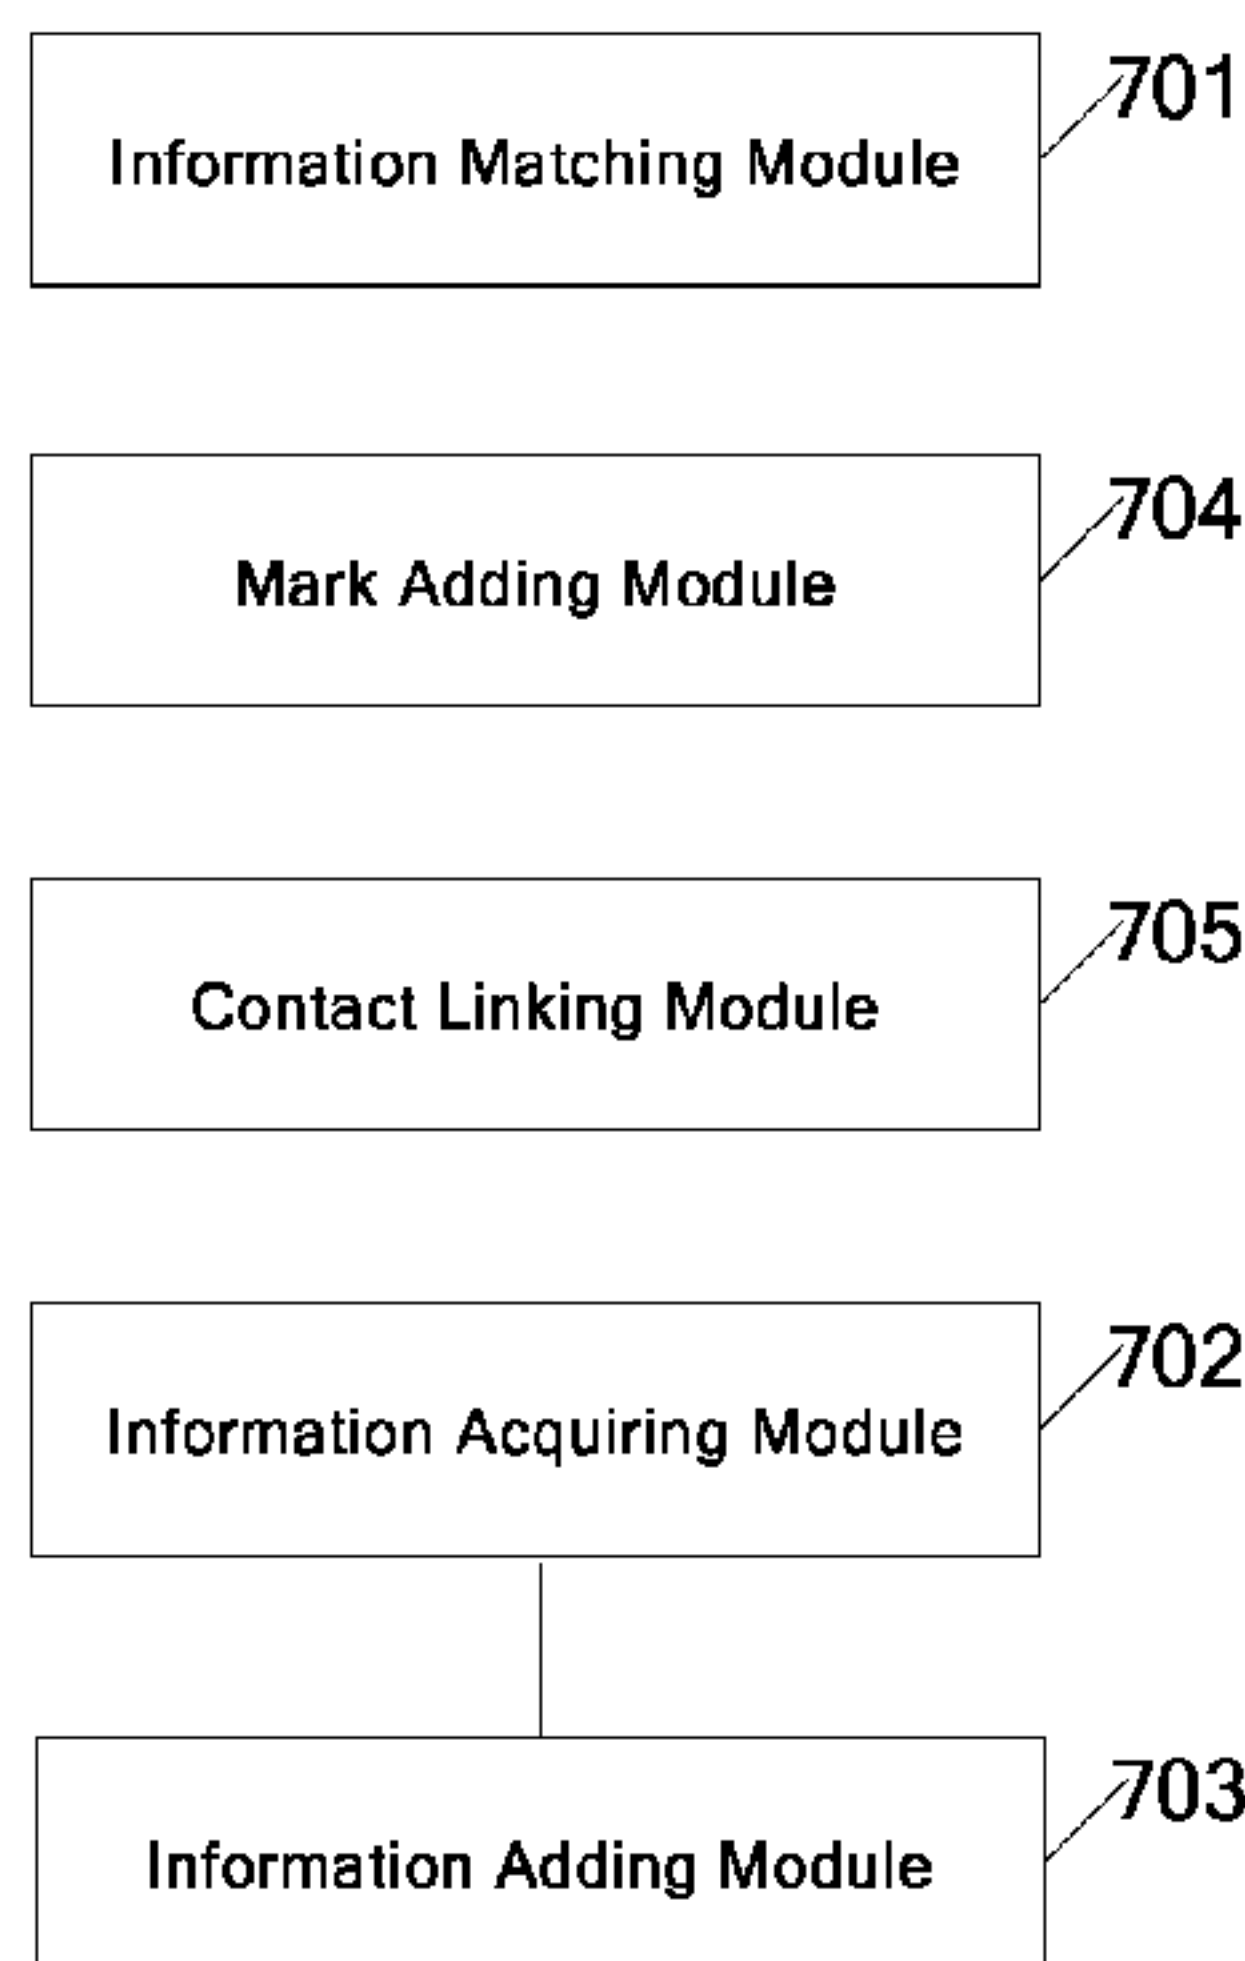 701
Information Matching Module
704
Mark Adding Module
705
Contact Linking Module
702
Information Acquiring Module
703
Information Adding Module